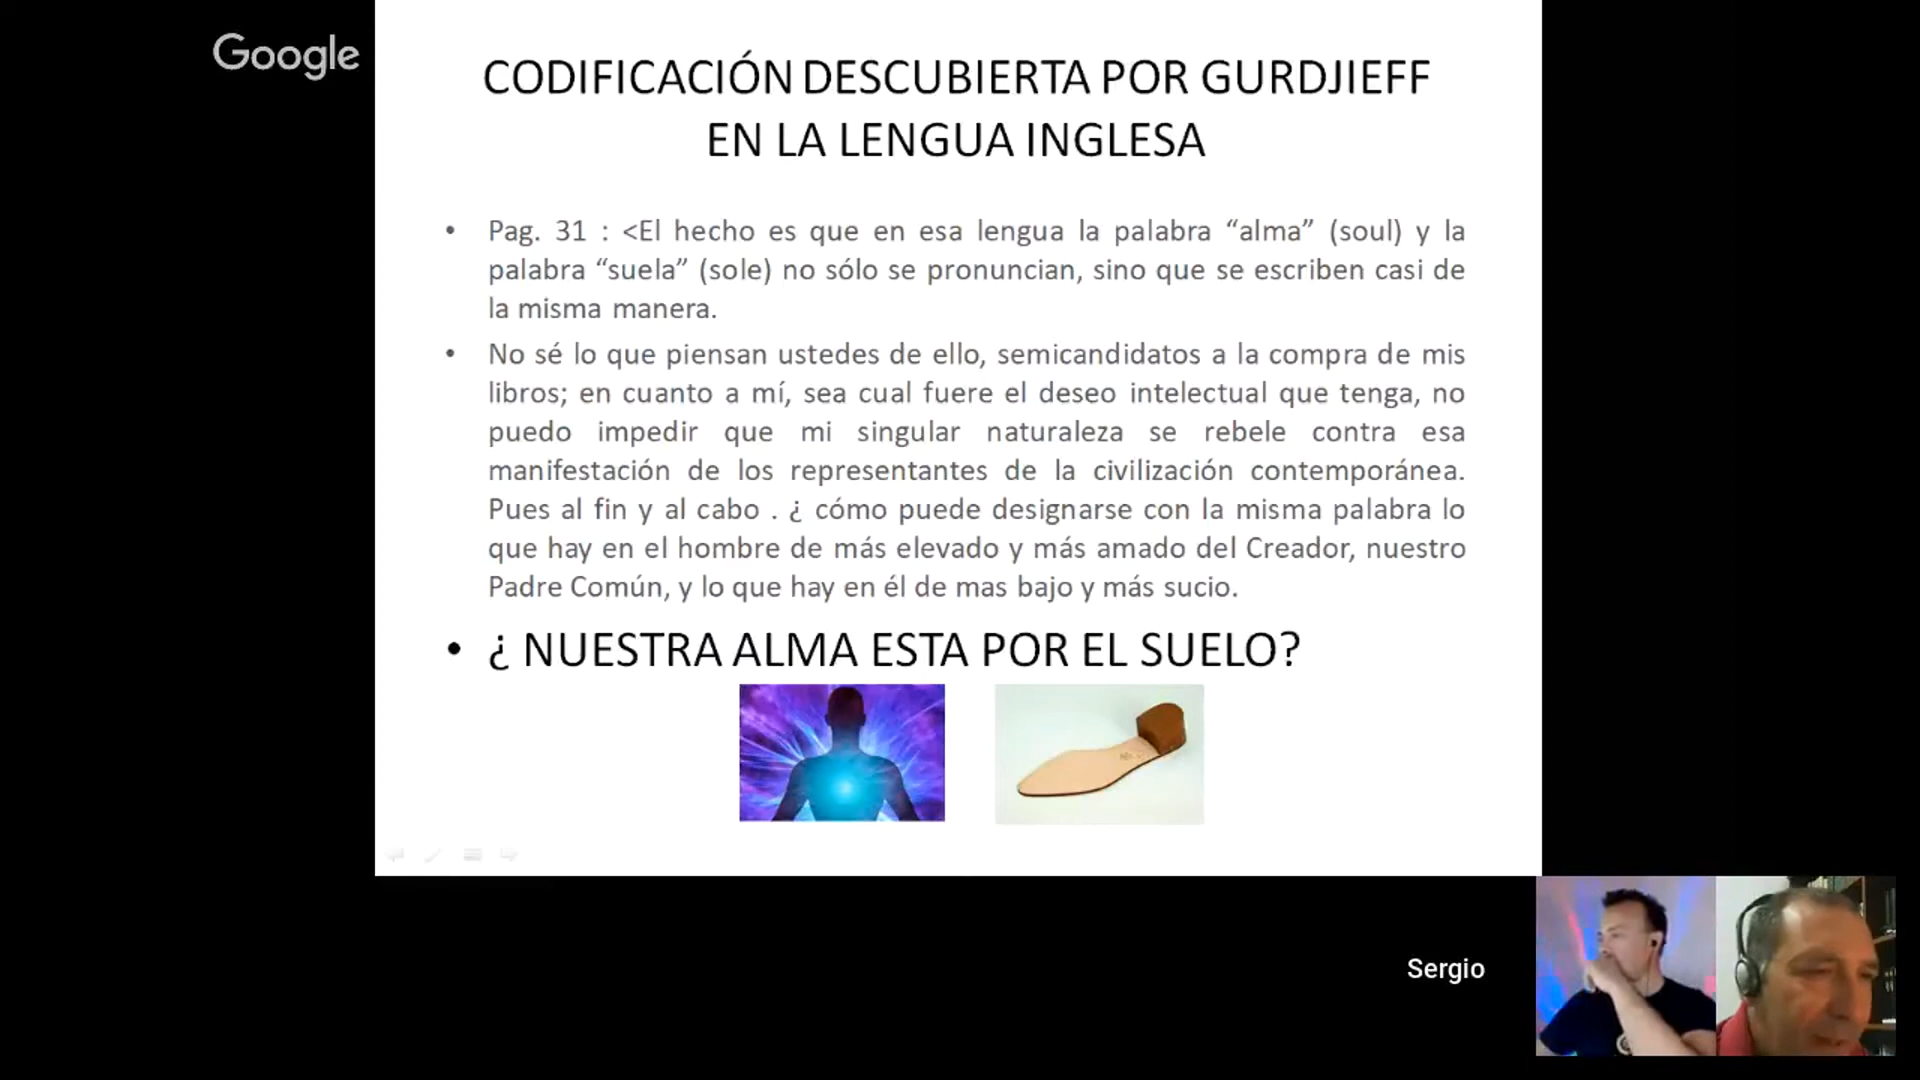 Google
CODIFICACIÓN DESCUBIERTA POR GURDJIEFF
EN LA LENGUA INGLESA
• Pag. 31 : <El hecho es que en esa lengua la palabra “alma” (soul) y la
palabra “suela” (sole) no sólo se pronuncian, sino que se escriben casi de
la misma manera.
• No sé lo que piensan ustedes de ello, semicandidatos a la compra de mis
libros; en cuanto a mí, sea cual fuere el deseo intelectual que tenga, no
puedo impedir que mi singular naturaleza se rebele contra esa
manifestación de los representantes de la civilización contemporánea.
Pues al fin y al cabo . ¿ cómo puede designarse con la misma palabra lo
que hay en el hombre de más elevado y más amado del Creador, nuestro
Padre Común, y lo que hay en él de mas bajo y más sucio.
• ¿ NUESTRA ALMA ESTA POR EL SUELO?
Sergio